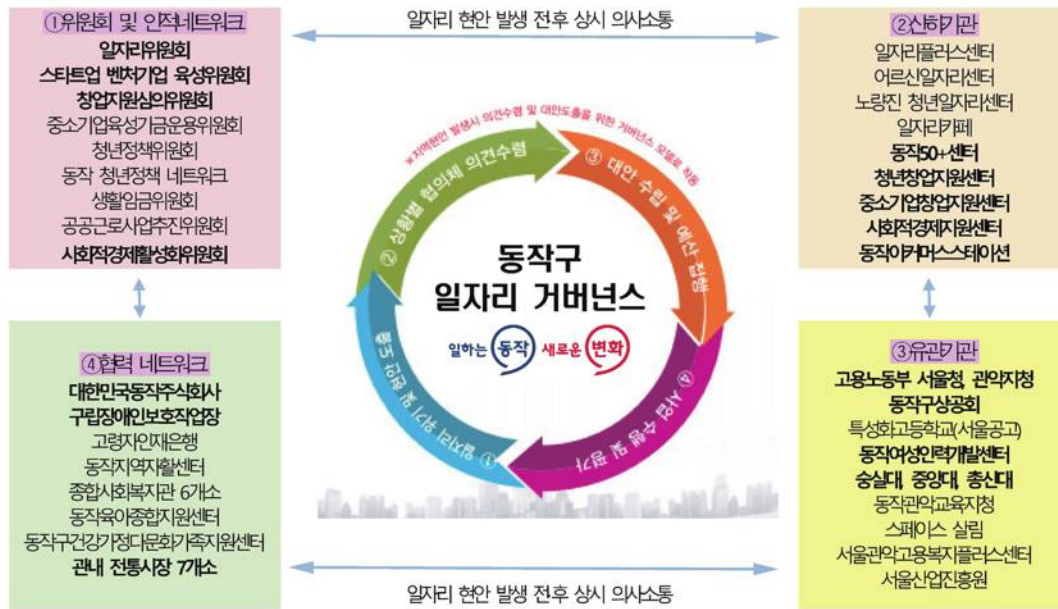 ①위원회 및 인적네트워크
일자리위원회
스타트업 벤처기업 육성위원회
창업지원심의위원회
중소기업육성기금운용위원회
청년정책위원회
동작 청년정책 네트워크
생활임금위원회
공공근로사업추진위원회
사회적경제활성화위원회
일자리 현안 발생 전·후 상시 의사소통
②산하기관
일자리플러스센터
어르신일자리센터
노량진 청년일자리센터
일자리카페
동작50+센터
청년창업지원센터
중소기업창업지원센터
사회적경제지원센터
동작이커머스스테이션
※지역현안 발생시 의견수렴 및 대안도출을 위한 거버넌스 모델로 작동
② 상황별 협의체 의견수렴
③ 대안 수립 및 예산 집행
동작구
일자리 거버넌스
일하는 동작 새로운 변화
① 일자리 위기 및 현안 도출
④ 사업 수행 및 평가
④협력 네트워크
대한민국동작주식회사
구립장애인보호작업장
고령자인재은행
동작지역자활센터
종합사회복지관 6개소
동작육아종합지원센터
동작구건강가정다문화가족지원센터
관내 전통시장 7개소
③유관기관
고용노동부 서울청, 관악지청
동작구상공회
특성화고등학교(서울공고)
동작여성인력개발센터
숭실대, 중앙대, 총신대
동작관악교육지청
스페이스 살림
서울관악고용복지플러스센터
서울산업진흥원
일자리 현안 발생 전·후 상시 의사소통